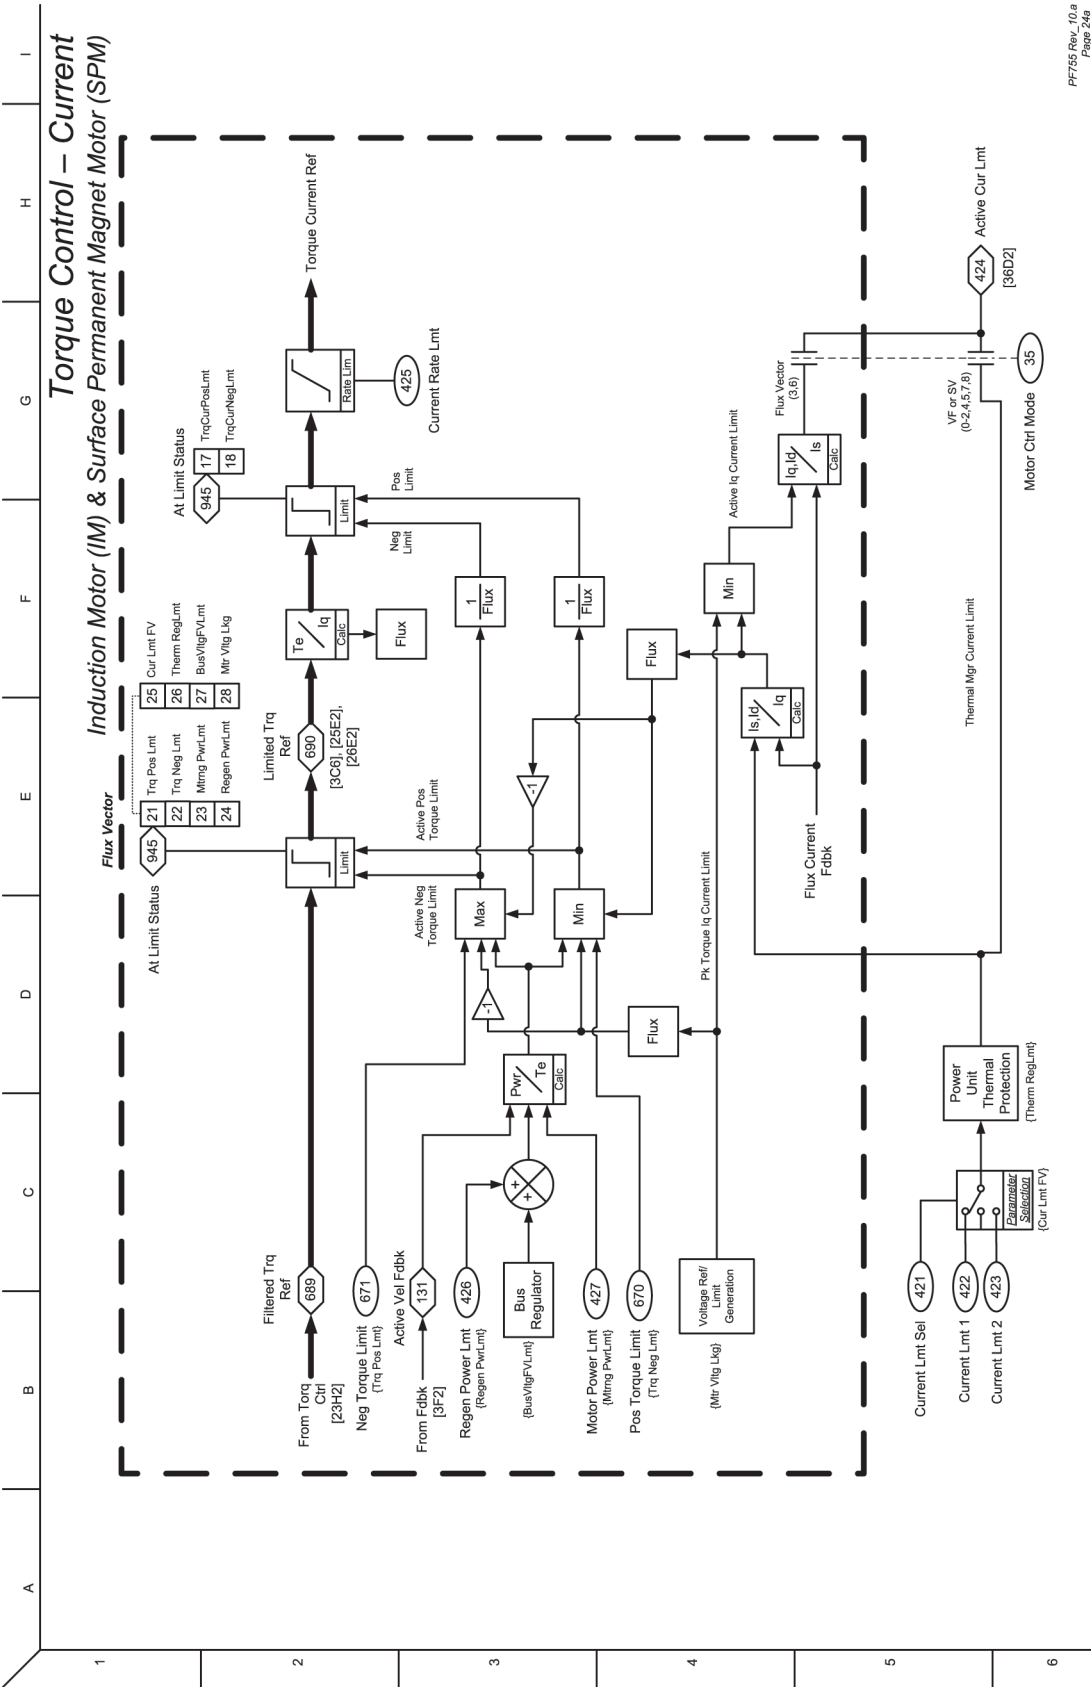 A
B
C
D
E
F
G
H
I
1
2
3
4
5
6
Torque Control – Current
Induction Motor (IM) & Surface Permanent Magnet Motor (SPM)
Flux Vector
At Limit Status
945
21 Trq Pos Lmt
22 Trq Neg Lmt
23 Mtrng PwrLmt
24 Regen PwrLmt
25 Cur Lmt FV
26 Therm RegLmt
27 BusVltgFVLmt
28 Mtr Vltg Lkg
At Limit Status
945
17 TrqCurPosLmt
18 TrqCurNegLmt
From Torq
Ctrl
[23H2]
Filtered Trq
Ref
689
Limit
Limited Trq
Ref
690
[3C6], [25E2],
[26E2]
Te
Iq
Calc
Flux
Limit
Rate Lim
Torque Current Ref
425
Current Rate Lmt
Neg Torque Limit
{Trq Pos Lmt}
671
Active Vel Fdbk
From Fdbk
[3F2]
131
Regen Power Lmt
{Regen PwrLmt}
426
+
+
Bus
Regulator
{BusVltgFVLmt}
Motor Power Lmt
{Mtrng PwrLmt}
427
Pos Torque Limit
{Trq Neg Lmt}
670
Pwr
Te
Calc
-1
Max
Min
Active Neg
Torque Limit
Active Pos
Torque Limit
-1
1
Flux
1
Flux
Neg
Limit
Pos
Limit
Voltage Ref/
Limit
Generation
{Mtr Vltg Lkg}
Flux
Pk Torque Iq Current Limit
Flux
Min
Active Iq Current Limit
Is,Id
Iq
Calc
Flux Current
Fdbk
Iq,Id
Is
Calc
Flux Vector
(3,6)
Current Lmt Sel
421
Current Lmt 1
422
Current Lmt 2
423
Parameter
Selection
{Cur Lmt FV}
Power
Unit
Thermal
Protection
{Therm RegLmt}
Thermal Mgr Current Limit
VF or SV
(0-2,4,5,7,8)
Motor Ctrl Mode
35
424
Active Cur Lmt
[36D2]
PF755 Rev_10.a
Page 24a